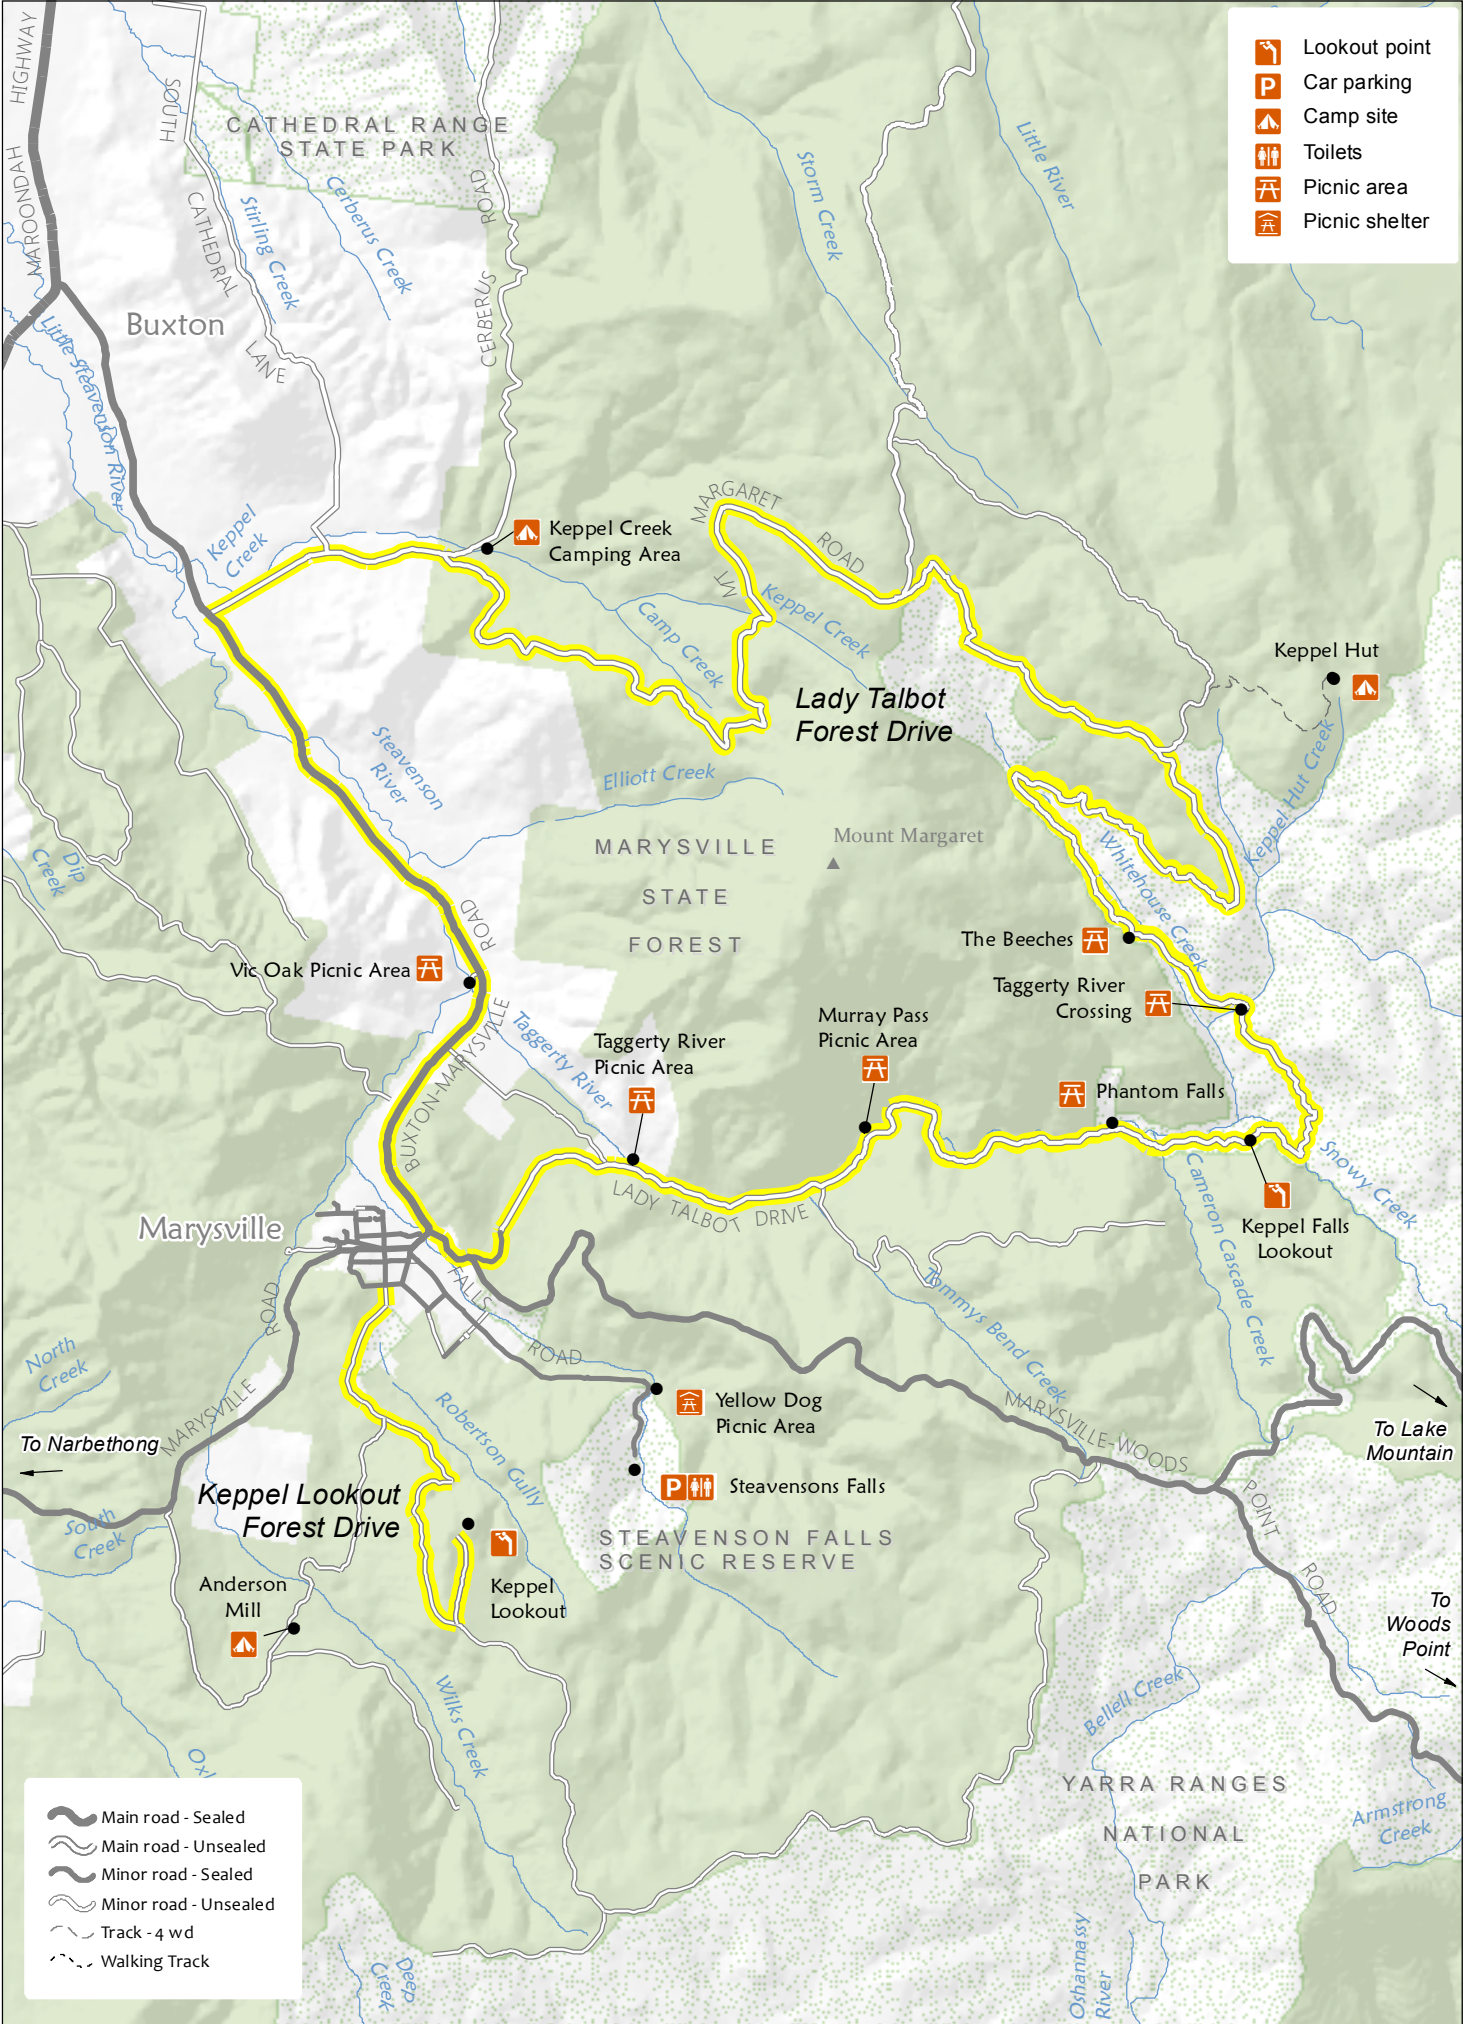 Lookout point
Car parking
Camp site
Toilets
Picnic area
Picnic shelter
MAROONDAH HIGHWAY
SOUTH
CATHEDRAL
LANE
CATHEDRAL RANGE
STATE PARK
Cerberus Creek
Stirling Creek
CERBERUS ROAD
Storm Creek
Little River
Buxton
Little Steavenson River
Keppel
Creek
Keppel Creek
Camping Area
MT
MARGARET
ROAD
Keppel Creek
Camp Creek
Keppel Hut
Keppel Hut Creek
Lady Talbot
Forest Drive
Steavenson
River
Elliott Creek
MARYSVILLE
STATE
FOREST
Mount Margaret
Whitehouse Creek
Dip
Creek
ROAD
BUXTON-MARYSVILLE
Vic Oak Picnic Area
The Beeches
Taggerty River
Crossing
Taggerty River
Taggerty River
Picnic Area
Murray Pass
Picnic Area
Phantom Falls
Snowy Creek
Cameron Cascade Creek
Keppel Falls
Lookout
LADY TALBOT DRIVE
Marysville
FALLS
ROAD
Tommys Bend Creek
North
Creek
MARYSVILLE
ROAD
To Narbethong
Robertson Gully
Yellow Dog
Picnic Area
MARYSVILLE-WOODS
POINT
ROAD
To Lake
Mountain
Steavensons Falls
Keppel Lookout
Forest Drive
South
Creek
STEAVENSON FALLS
SCENIC RESERVE
Keppel
Lookout
Anderson
Mill
To
Woods
Point
Wilks Creek
Bellell Creek
YARRA RANGES
NATIONAL
PARK
Armstrong
Creek
Main road - Sealed
Main road - Unsealed
Minor road - Sealed
Minor road - Unsealed
Track - 4 wd
Walking Track
Deep
Creek
Oshannassy
River